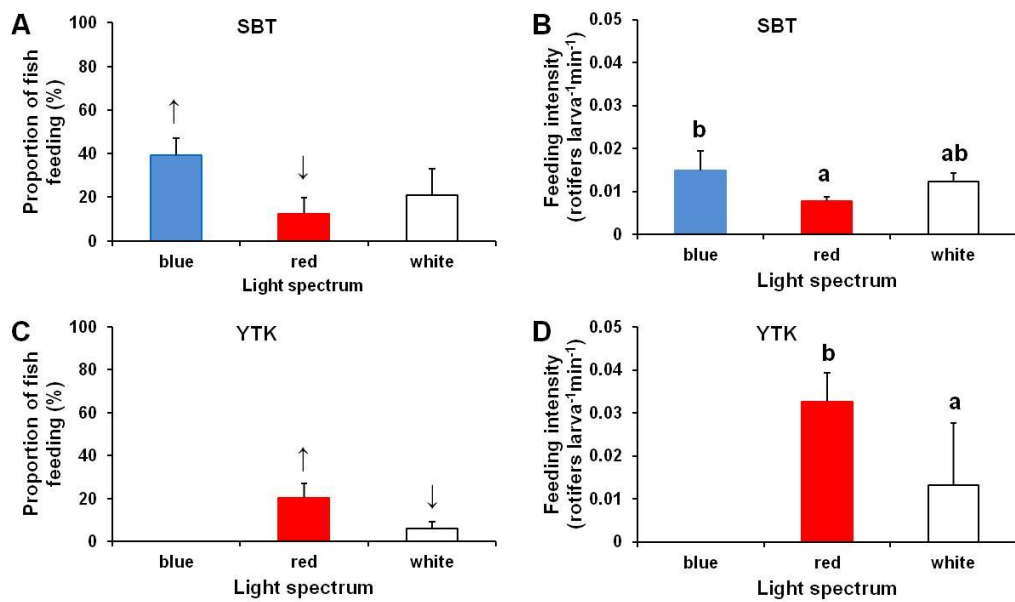 A
SBT
Proportion of fish
feeding (%)
100
80
60
40
20
0
↑
↓
blue red white
Light spectrum
B
SBT
Feeding intensity
(rotifers larva⁻¹min⁻¹)
0.05
0.04
0.03
0.02
0.01
0
b
a
ab
blue red white
Light spectrum
C
YTK
Proportion of fish
feeding (%)
100
80
60
40
20
0
↑
↓
blue red white
Light spectrum
D
YTK
Feeding intensity
(rotifers larva⁻¹min⁻¹)
0.05
0.04
0.03
0.02
0.01
0
b
a
blue red white
Light spectrum